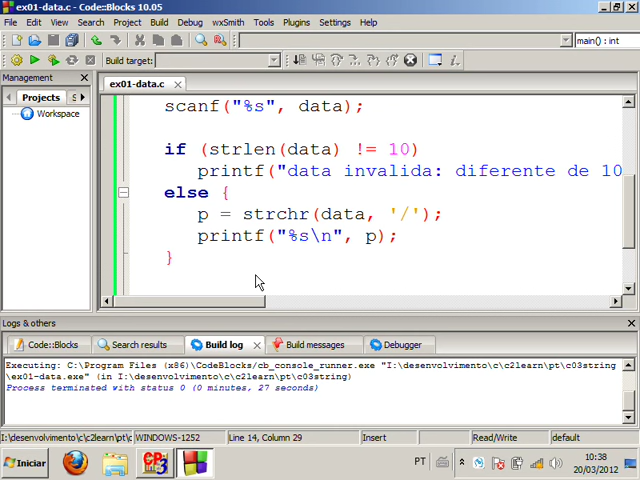 ex01-data.c - Code::Blocks 10.05
File Edit View Search Project Build Debug wxSmith Tools Plugins Settings Help
main() : int
Build target:
Management
Projects S
Workspace
ex01-data.c
scanf("%s", data);
if (strlen(data) != 10)
printf("data invalida: diferente de 10
else {
p = strchr(data, '/');
printf("%s\n", p);
}
Logs & others
Code::Blocks Search results Build log Build messages Debugger
Executing: C:\Program Files (x86)\CodeBlocks/cb_console_runner.exe "I:\desenvolvimento\c\c2learn\pt\c03string
\ex01-data.exe" (in I:\desenvolvimento\c\c2learn\pt\c03string)
Process terminated with status 0 (0 minutes, 27 seconds)
I:\desenvolvimento\c\c2learn\pt\c WINDOWS-1252 Line 14, Column 29 Insert Read/Write default
Iniciar PT 10:38
20/03/2012